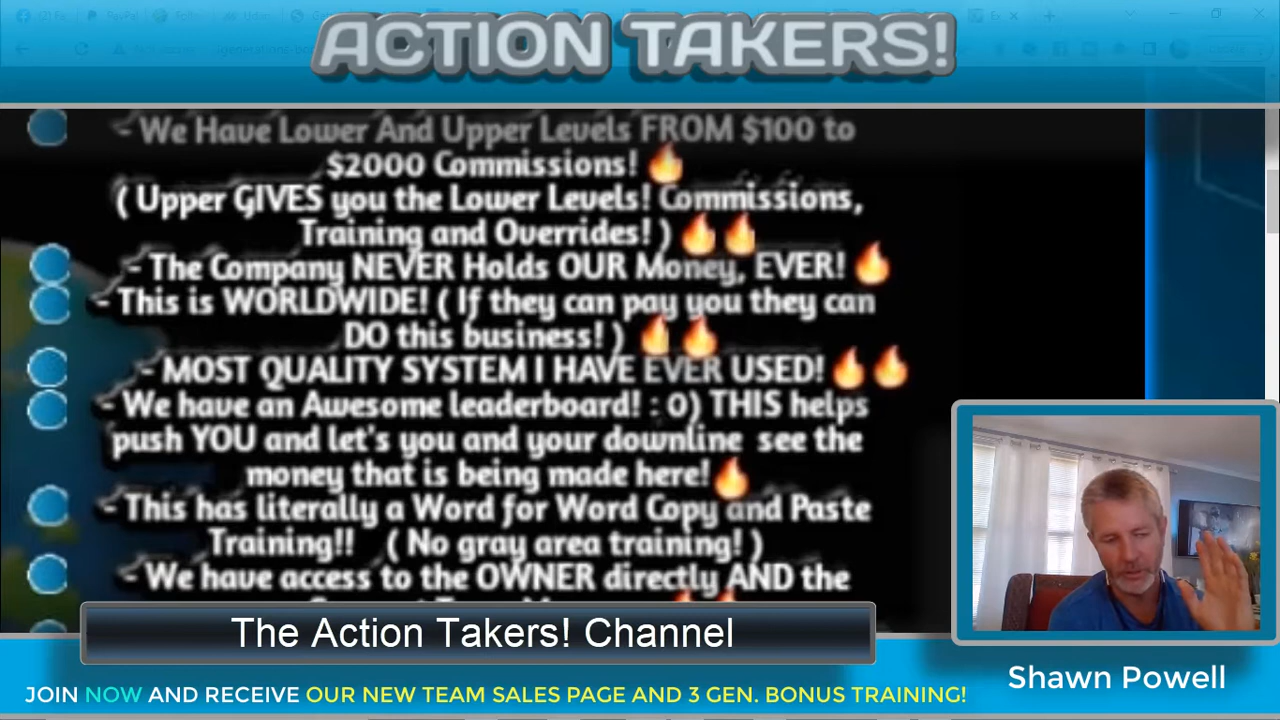 ACTION TAKERS!
- We Have Lower And Upper Levels FROM $100 to
$2000 Commissions! 🔥
( Upper GIVES you the Lower Levels! Commissions,
Training and Overrides! ) 🔥🔥
- The Company NEVER Holds OUR Money, EVER! 🔥
- This is WORLDWIDE! ( If they can pay you they can
DO this business! ) 🔥🔥
- MOST QUALITY SYSTEM I HAVE EVER USED! 🔥🔥
- We have an Awesome leaderboard! : 0) THIS helps
push YOU and let's you and your downline see the
money that is being made here! 🔥
- This has literally a Word for Word Copy and Paste
Training!! ( No gray area training! )
- We have access to the OWNER directly AND the
The Action Takers! Channel
Shawn Powell
JOIN NOW AND RECEIVE OUR NEW TEAM SALES PAGE AND 3 GEN. BONUS TRAINING!